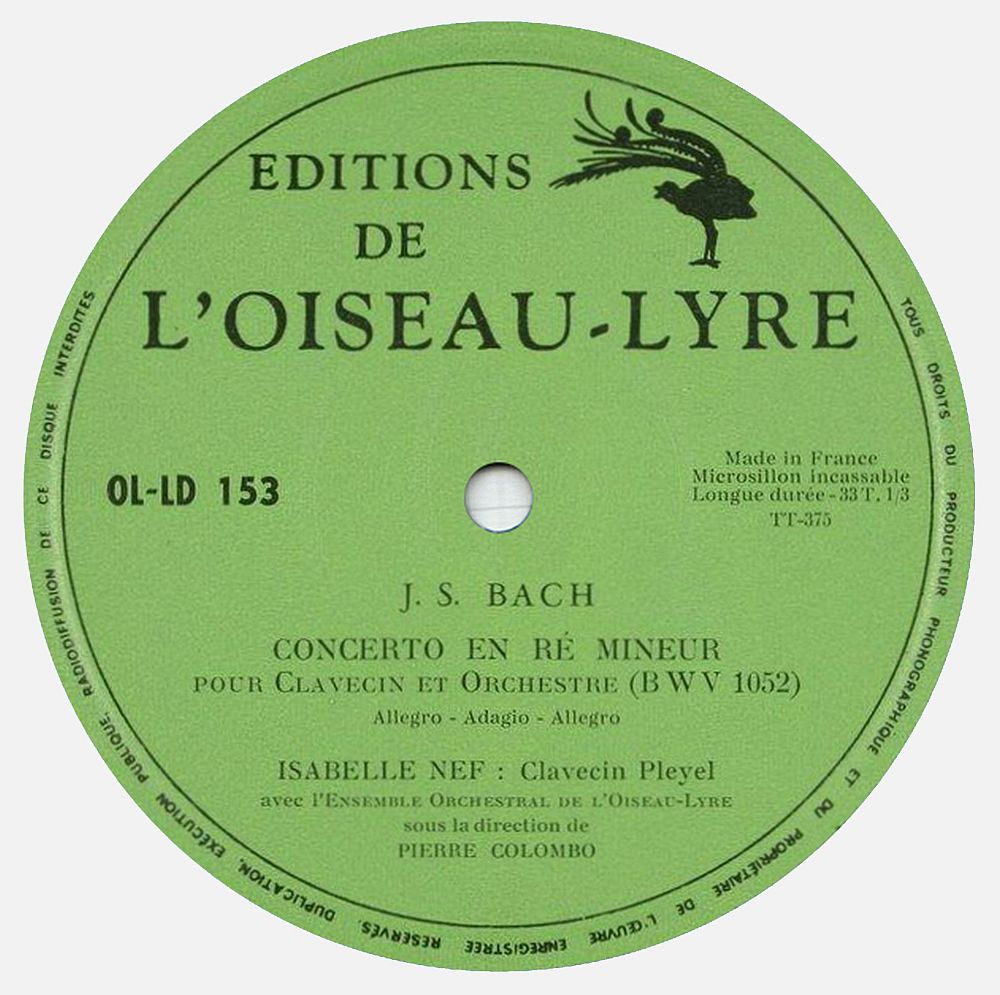 EDITIONS
DE
L'OISEAU-LYRE
OL-LD 153
Made in France
Microsillon incassable
Longue durée - 33 T. 1/3
TT-375
J. S. BACH
CONCERTO EN RÉ MINEUR
POUR CLAVECIN ET ORCHESTRE (BWV 1052)
Allegro - Adagio - Allegro
ISABELLE NEF : Clavecin Pleyel
avec l'ENSEMBLE ORCHESTRAL DE L'OISEAU-LYRE
sous la direction de
PIERRE COLOMBO
TOUS DROITS DU PRODUCTEUR PHONOGRAPHIQUE ET DU PROPRIÉTAIRE DE L'ŒUVRE ENREGISTREE RESERVÉS. DUPLICATION, EXÉCUTION PUBLIQUE, RADIODIFFUSION DE CE DISQUE INTERDITES